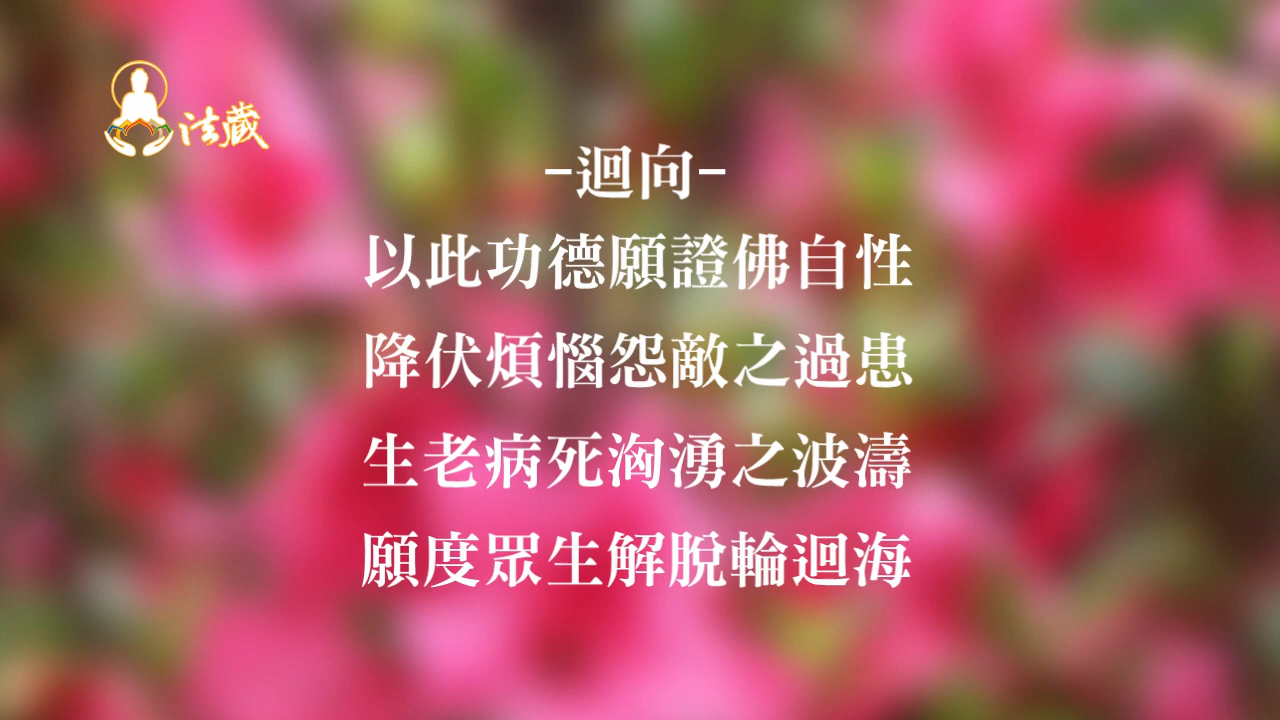 法藏
-迴向-
以此功德願證佛自性
降伏煩惱怨敵之過患
生老病死洶湧之波濤
願度眾生解脫輪迴海